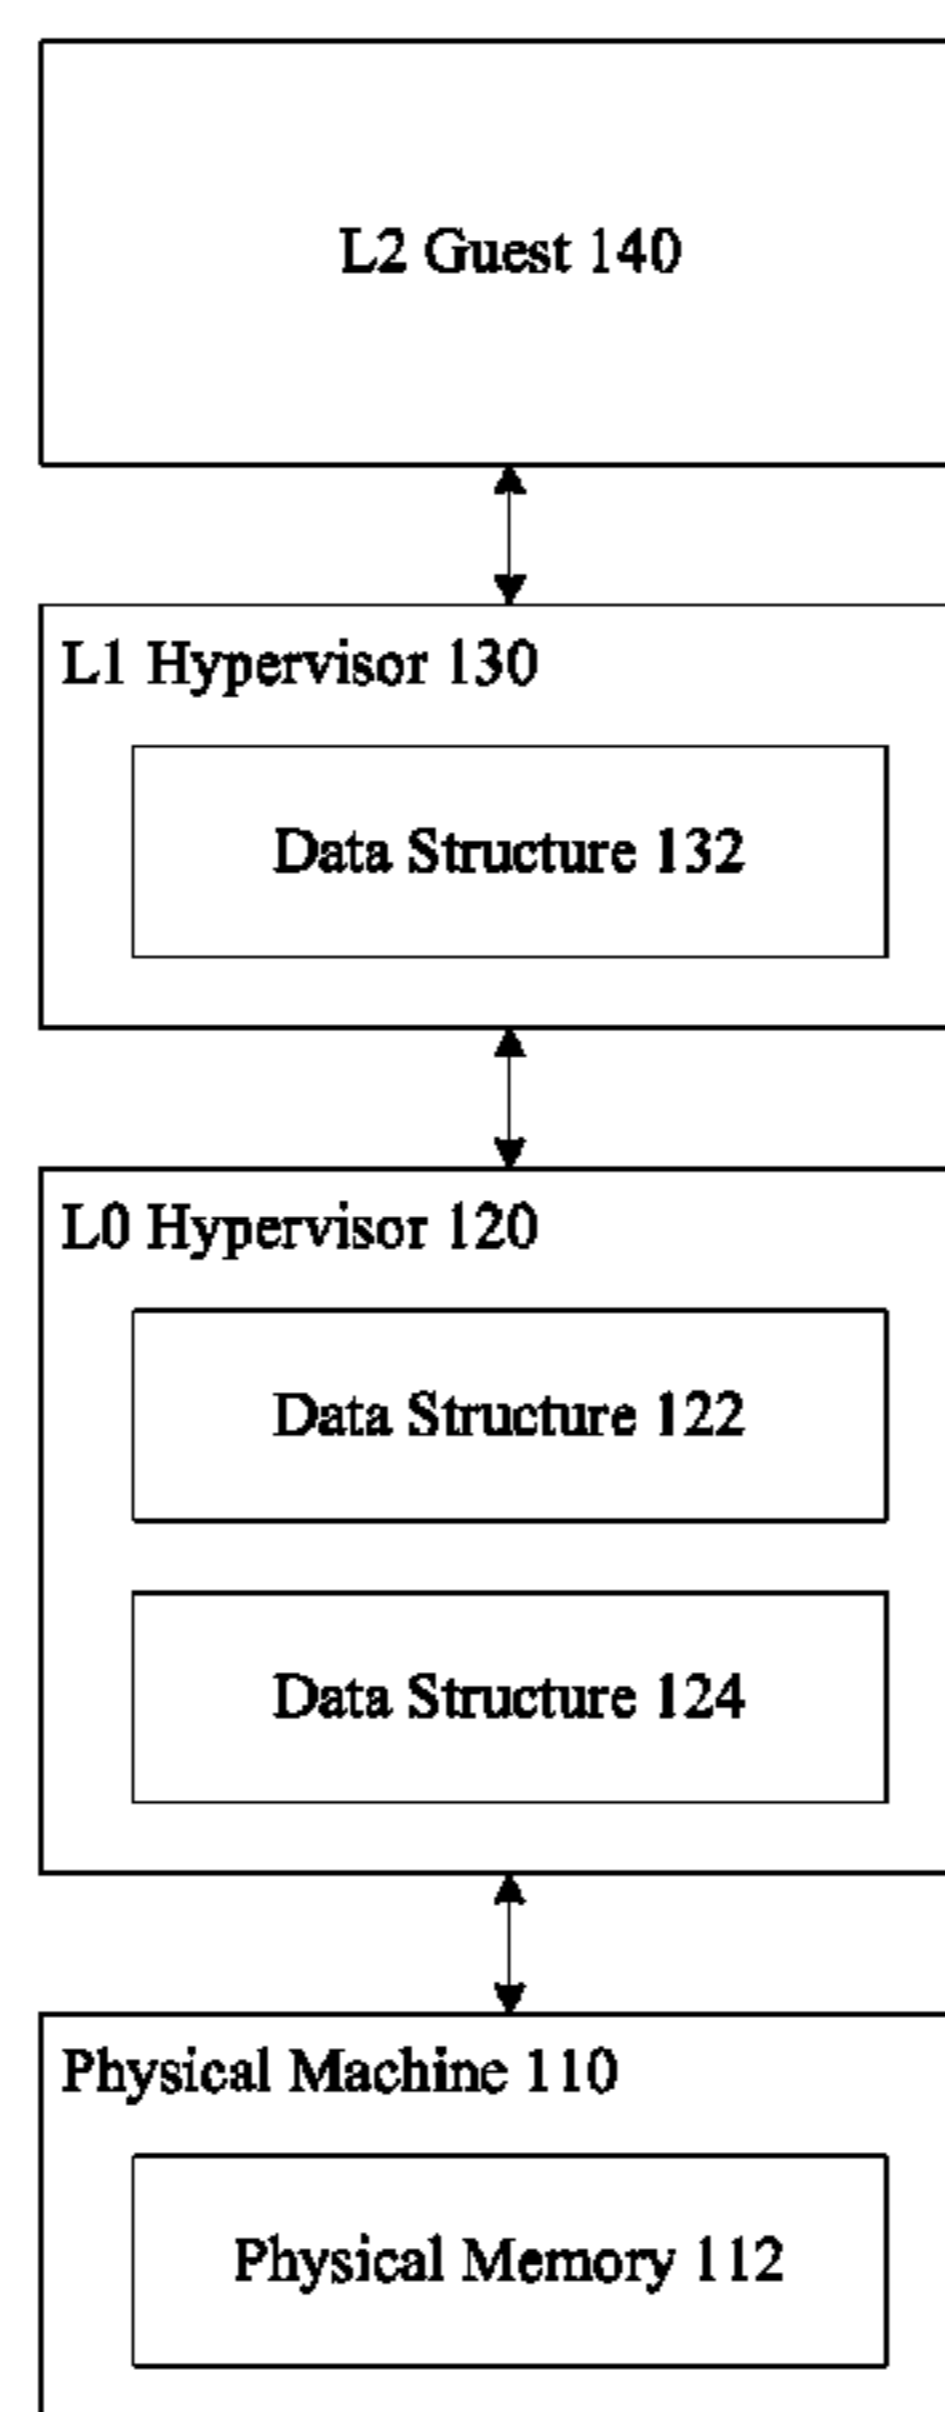 L2 Guest 140
L1 Hypervisor 130
Data Structure 132
L0 Hypervisor 120
Data Structure 122
Data Structure 124
Physical Machine 110
Physical Memory 112